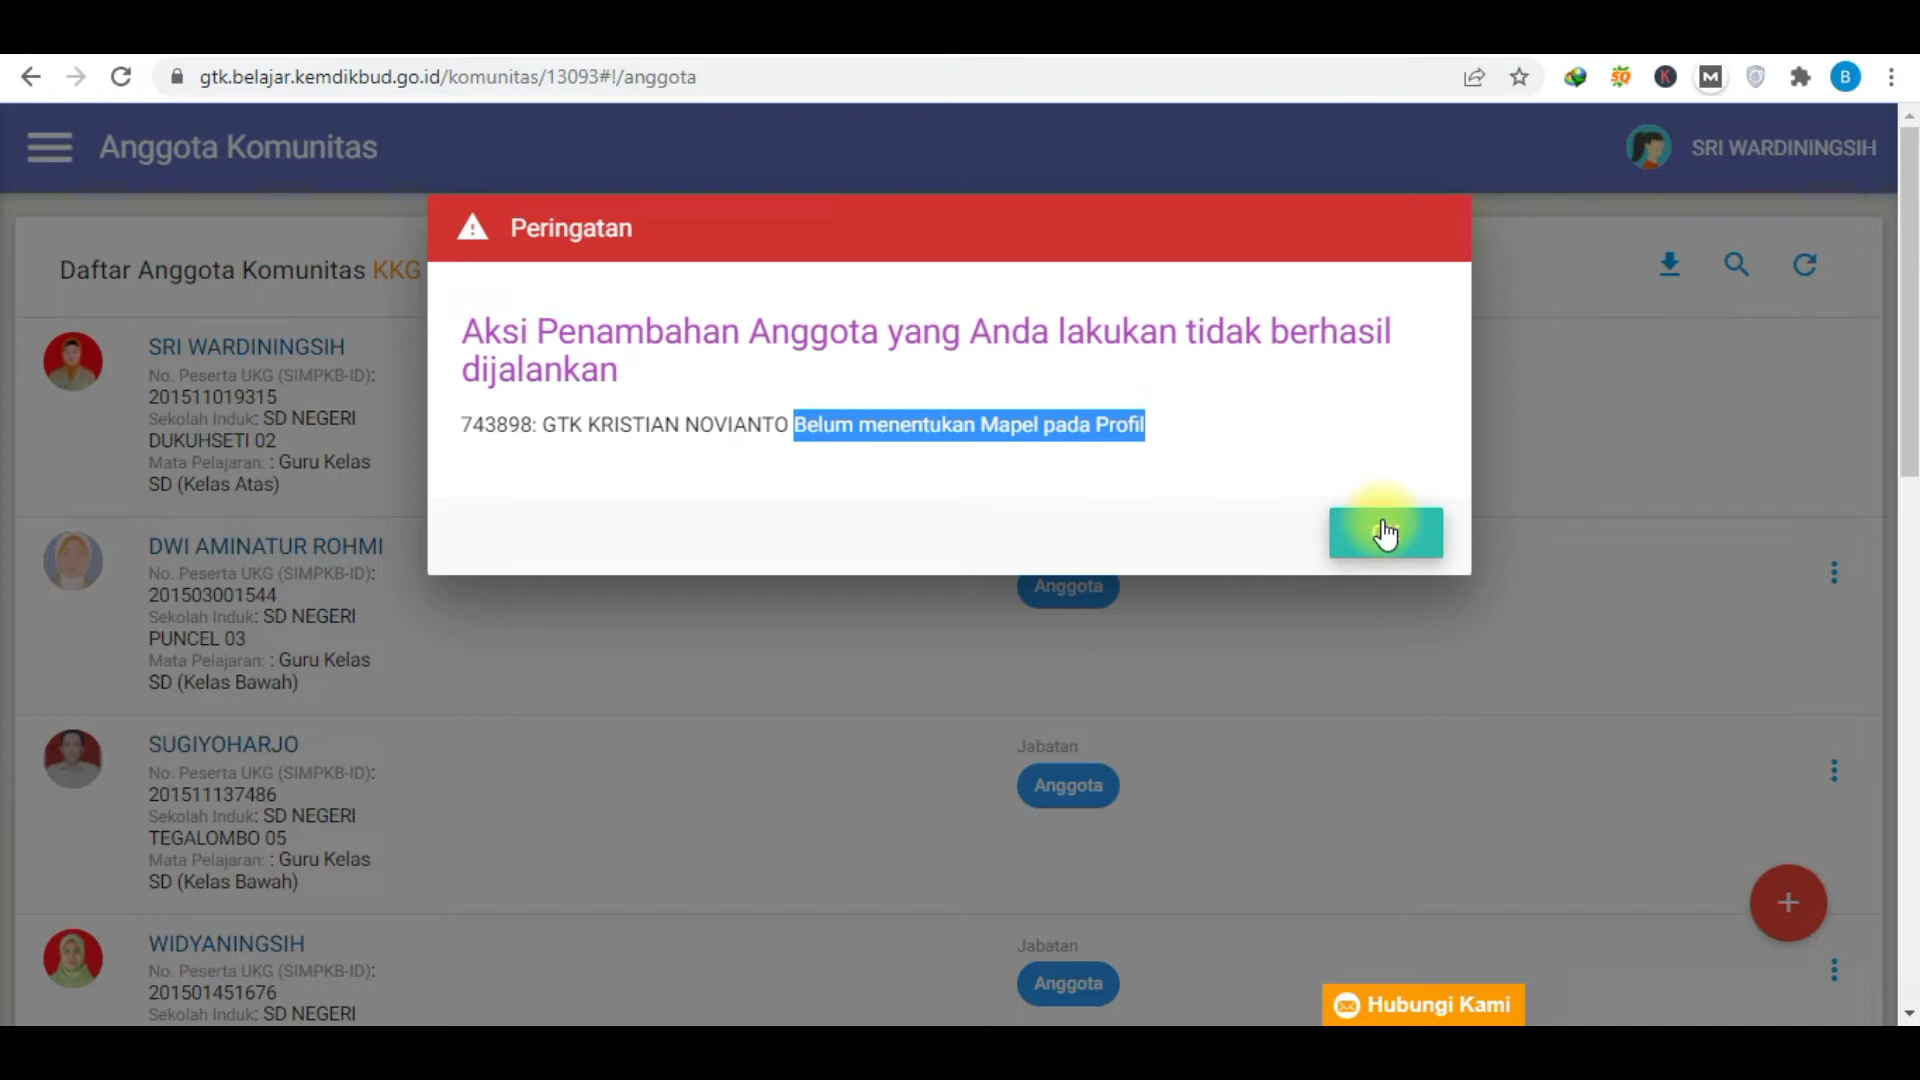 gtk.belajar.kemdikbud.go.id/komunitas/13093#!/anggota
B
Anggota Komunitas
SRI WARDININGSIH
Peringatan
Daftar Anggota Komunitas KKG
Aksi Penambahan Anggota yang Anda lakukan tidak berhasil
dijalankan
743898: GTK KRISTIAN NOVIANTO Belum menentukan Mapel pada Profil
SRI WARDININGSIH
No. Peserta UKG (SIMPKB-ID):
201511019315
Sekolah Induk: SD NEGERI
DUKUHSETI 02
Mata Pelajaran: : Guru Kelas
SD (Kelas Atas)
DWI AMINATUR ROHMI
No. Peserta UKG (SIMPKB-ID):
201503001544
Sekolah Induk: SD NEGERI
PUNCEL 03
Mata Pelajaran: : Guru Kelas
SD (Kelas Bawah)
Anggota
SUGIYOHARJO
No. Peserta UKG (SIMPKB-ID):
201511137486
Sekolah Induk: SD NEGERI
TEGALOMBO 05
Mata Pelajaran: : Guru Kelas
SD (Kelas Bawah)
Jabatan
Anggota
WIDYANINGSIH
No. Peserta UKG (SIMPKB-ID):
201501451676
Sekolah Induk: SD NEGERI
Jabatan
Anggota
+
Hubungi Kami